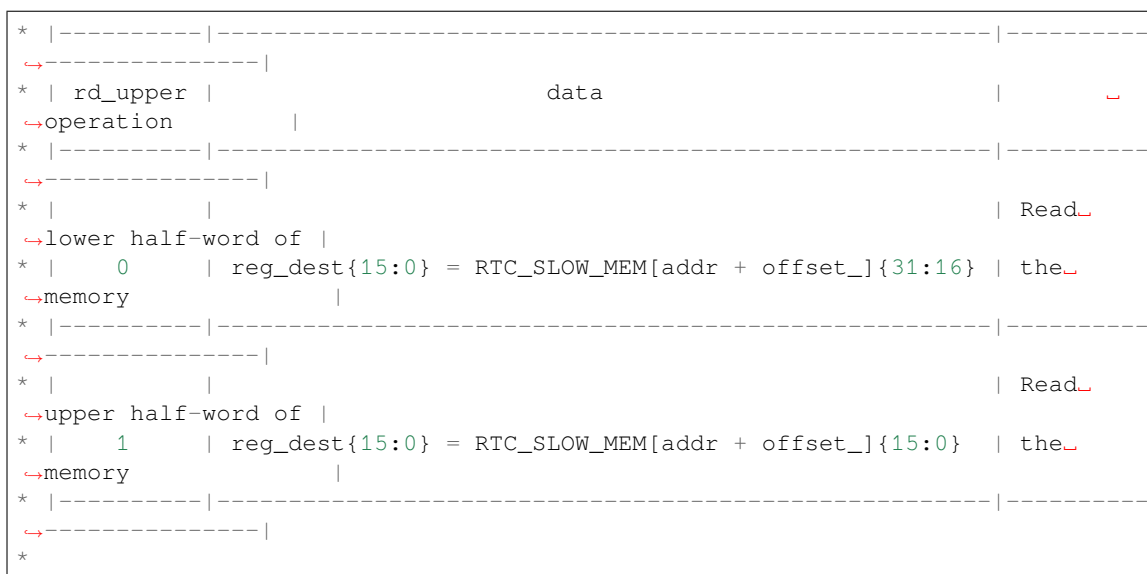 * |----------|------------------------------------------------------|----------
↪---------------|
* | rd_upper |                       data                           |       ␣
↪operation        |
* |----------|------------------------------------------------------|----------
↪---------------|
* |          |                                                      | Read␣
↪lower half-word of |
* |    0     | reg_dest{15:0} = RTC_SLOW_MEM[addr + offset_]{31:16} | the␣
↪memory              |
* |----------|------------------------------------------------------|----------
↪---------------|
* |          |                                                      | Read␣
↪upper half-word of |
* |    1     | reg_dest{15:0} = RTC_SLOW_MEM[addr + offset_]{15:0}  | the␣
↪memory              |
* |----------|------------------------------------------------------|----------
↪---------------|
*